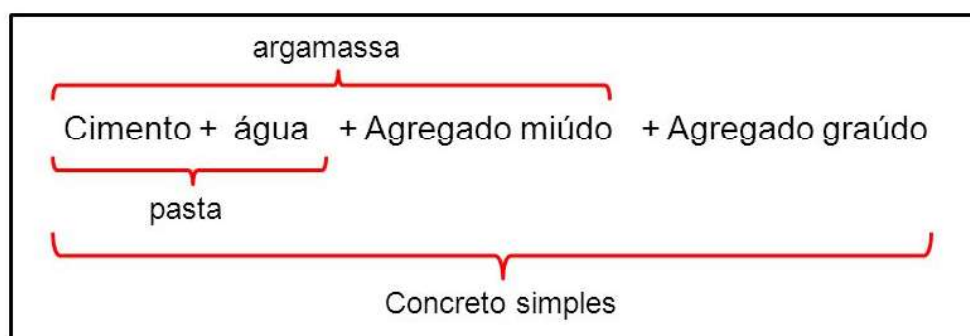 argamassa
Cimento + água + Agregado miúdo + Agregado graúdo
pasta
Concreto simples